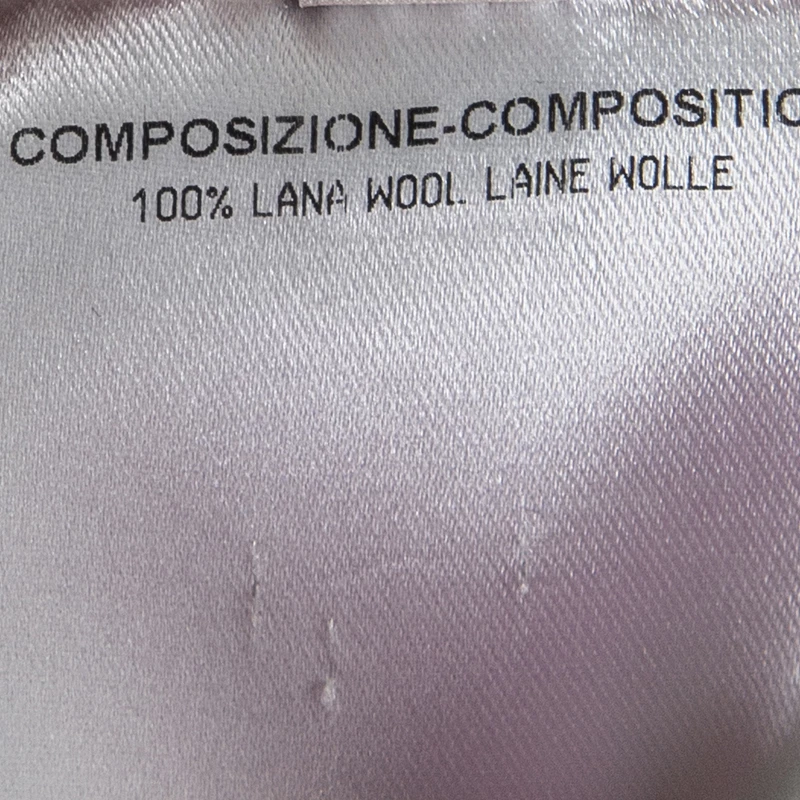 COMPOSIZIONE-COMPOSITIO
100% LANA WOOL LAINE WOLLE